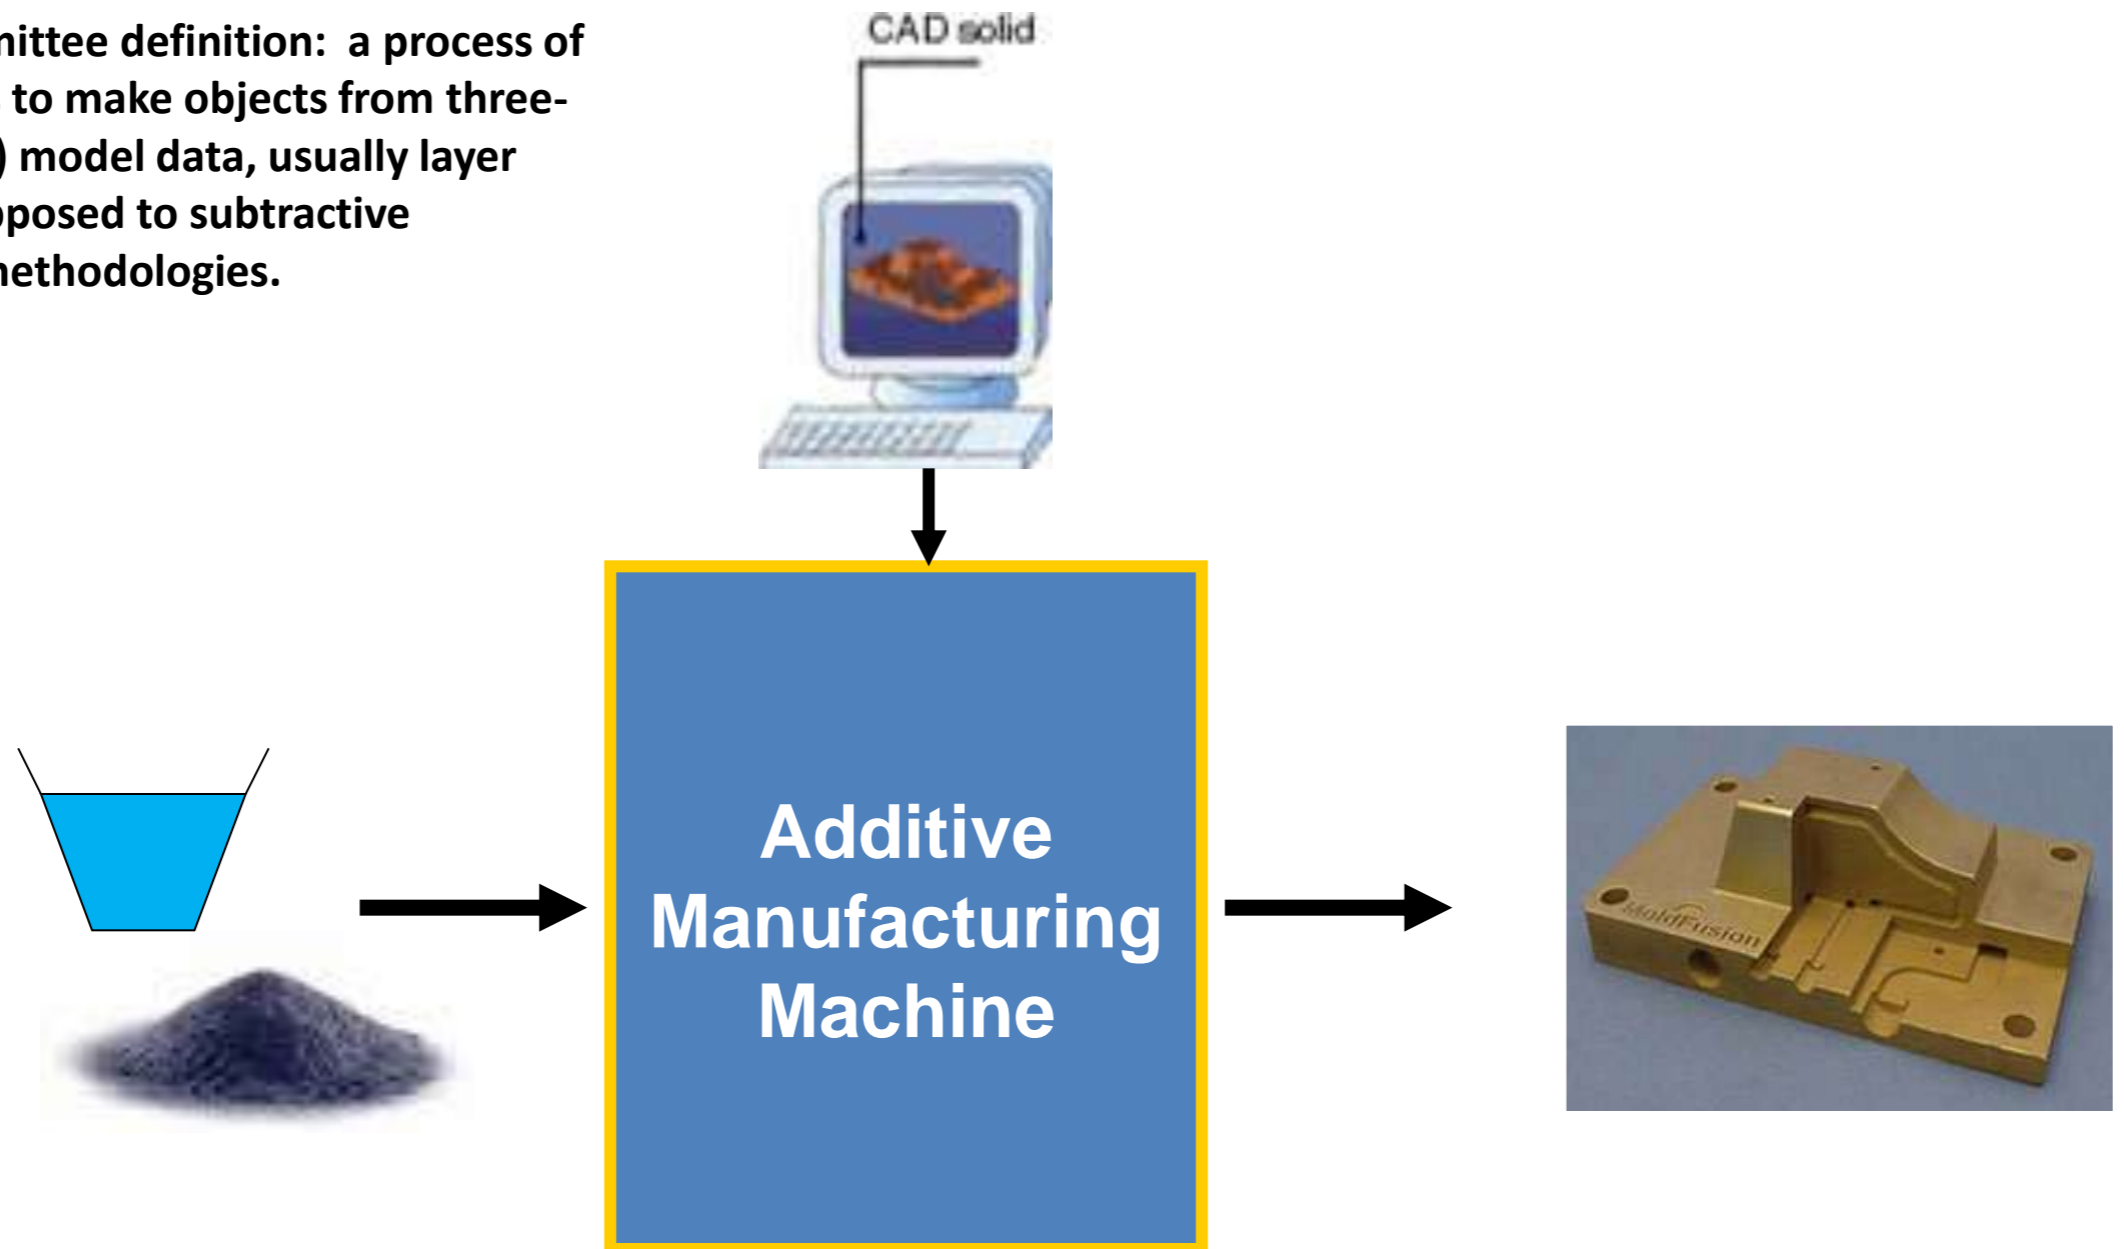 mittee definition: a process of
to make objects from three-
) model data, usually layer
pposed to subtractive
nethodologies.
CAD solid
Additive
Manufacturing
Machine
MoldFusion